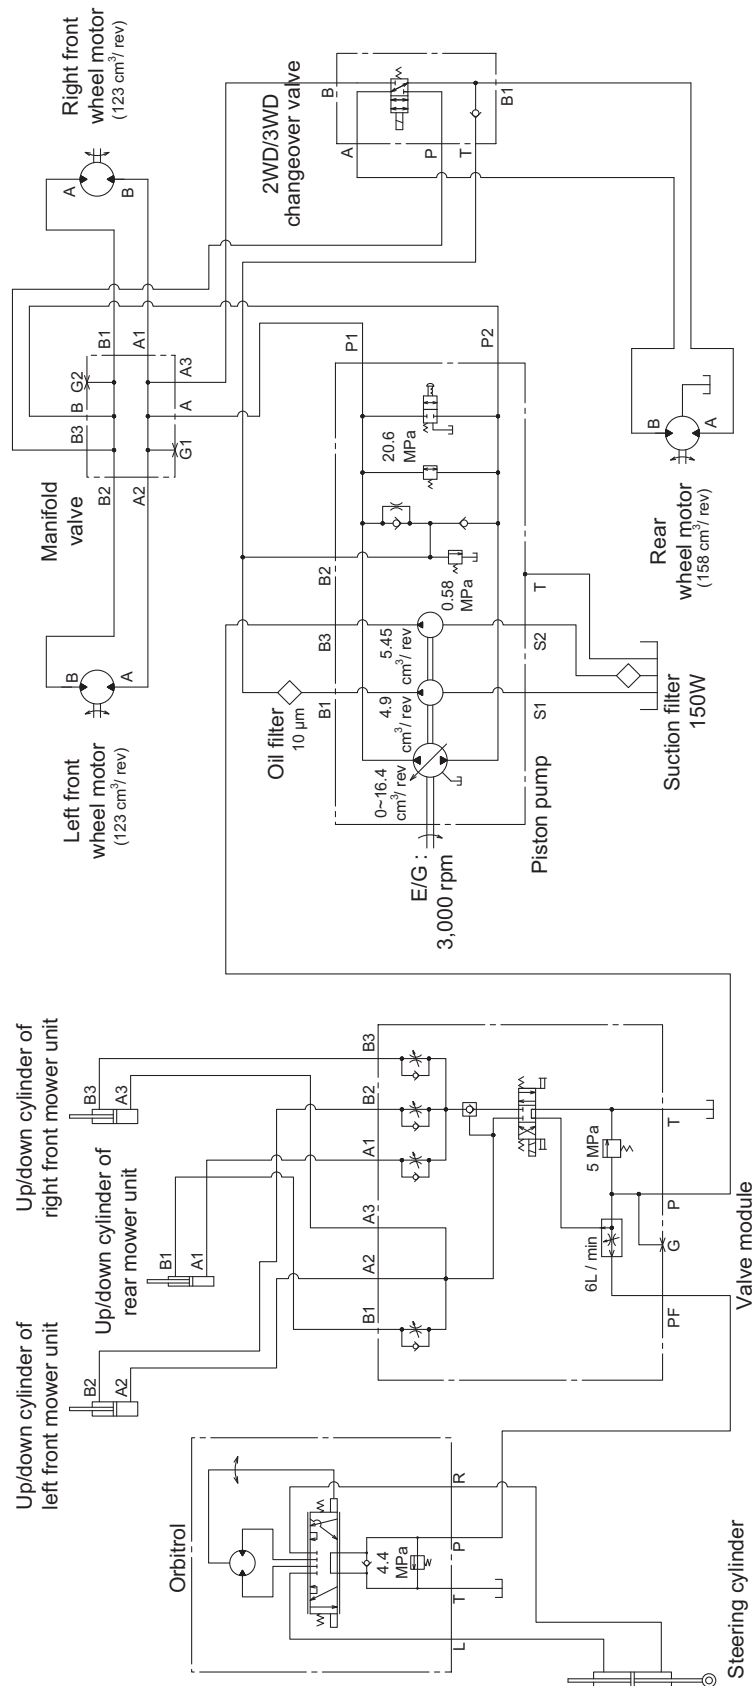 Right front
wheel motor
(123 cm³/ rev)
A
B
2WD/3WD
changeover valve
B
A
P
T
B1
Manifold
valve
B3
B
G2
B1
A1
B2
A2
G1
A
A3
Left front
wheel motor
(123 cm³/ rev)
B
A
Oil filter
10 µm
B1
B3
B2
P1
P2
0~16.4
cm³/ rev
4.9
cm³/ rev
5.45
cm³/ rev
0.58
MPa
20.6
MPa
S1
S2
T
E/G :
3,000 rpm
Piston pump
Suction filter
150W
Rear
wheel motor
(158 cm³/ rev)
B
A
Up/down cylinder of
right front mower unit
B3
A3
Up/down cylinder of
rear mower unit
B1
A1
Up/down cylinder of
left front mower unit
B2
A2
B1
A2
A3
A1
B2
B3
6L / min
5 MPa
PF
G
P
T
Valve module
Orbitrol
4.4
MPa
L
T
P
R
Steering cylinder